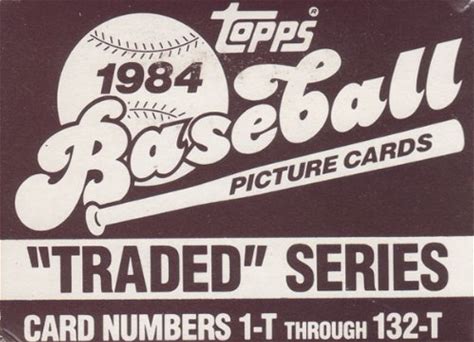 TOPPS®
1984
Baseball
PICTURE CARDS
"TRADED" SERIES
CARD NUMBERS 1-T THROUGH 132-T